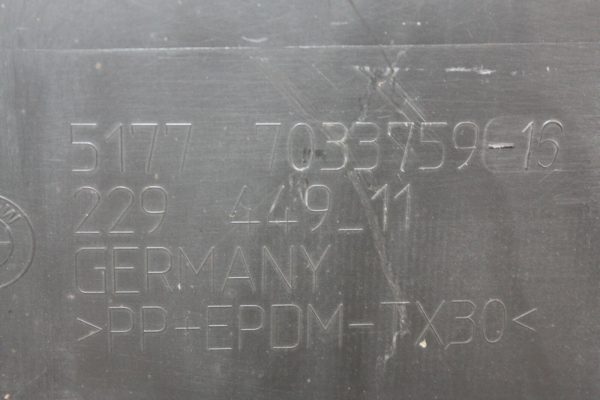 5177 7033759-16
229 449_11
GERMANY
>PP+EPDM-TX30<